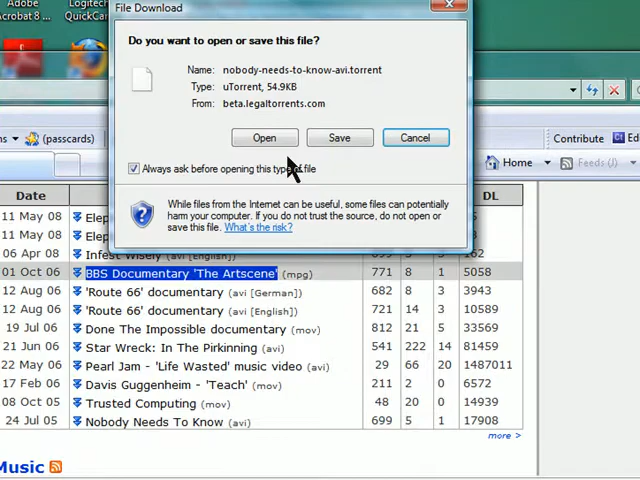 Adobe
Acrobat 8
Logitech
QuickCam
File Download
Do you want to open or save this file?
Name: nobody-needs-to-know-avi.torrent
Type: uTorrent, 54.9KB
From: beta.legaltorrents.com
Open Save Cancel
Always ask before opening this type of file
While files from the Internet can be useful, some files can potentially
harm your computer. If you do not trust the source, do not open or
save this file. What's the risk?
(passcards) Contribute Edi
Home Feeds (J)
Date DL
11 May 08 Elep
11 May 08 Elep
06 Apr 08 Infest Wisely (avi [English]) 162
01 Oct 06 BBS Documentary 'The Artscene' (mpg) 771 8 1 5058
12 Aug 06 'Route 66' documentary (avi [German]) 682 8 3 3943
12 Aug 06 'Route 66' documentary (avi [English]) 721 14 3 10589
19 Jul 06 Done The Impossible documentary (mov) 812 21 5 33569
21 Jun 06 Star Wreck: In The Pirkinning (avi) 541 222 14 81459
22 May 06 Pearl Jam - 'Life Wasted' music video (avi) 29 66 20 1487011
17 Feb 06 Davis Guggenheim - 'Teach' (mov) 211 2 0 6572
08 Jan 06 Trusted Computing (mov) 48 20 0 14939
24 Jul 05 Nobody Needs To Know (avi) 699 5 1 17908
more >
Music